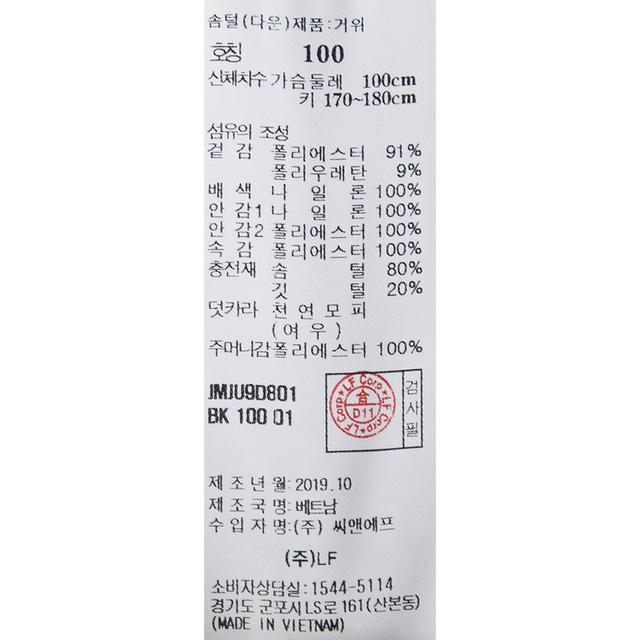 솜털(다운)제품:거위
호칭 100
신체치수 가슴둘레 100cm
키 170~180cm
섬유의 조성
겉 감 폴리에스터 91%
폴리우레탄 9%
배 색 나 일 론 100%
안 감1 나 일 론 100%
안 감2 폴리에스터 100%
속 감 폴리에스터 100%
충전재 솜 털 80%
깃 털 20%
덧카라 천연모피
(여우)
주머니감 폴리에스터 100%
JMJU9D801
BK 100 01
LF Corp★LF Corp★LF Corp★
合
D11
검사필
제 조 년 월: 2019.10
제 조 국 명: 베트남
수 입 자 명: (주) 씨앤에프
(주)LF
소비자상담실: 1544-5114
경기도 군포시 LS로 161(산본동)
(MADE IN VIETNAM)